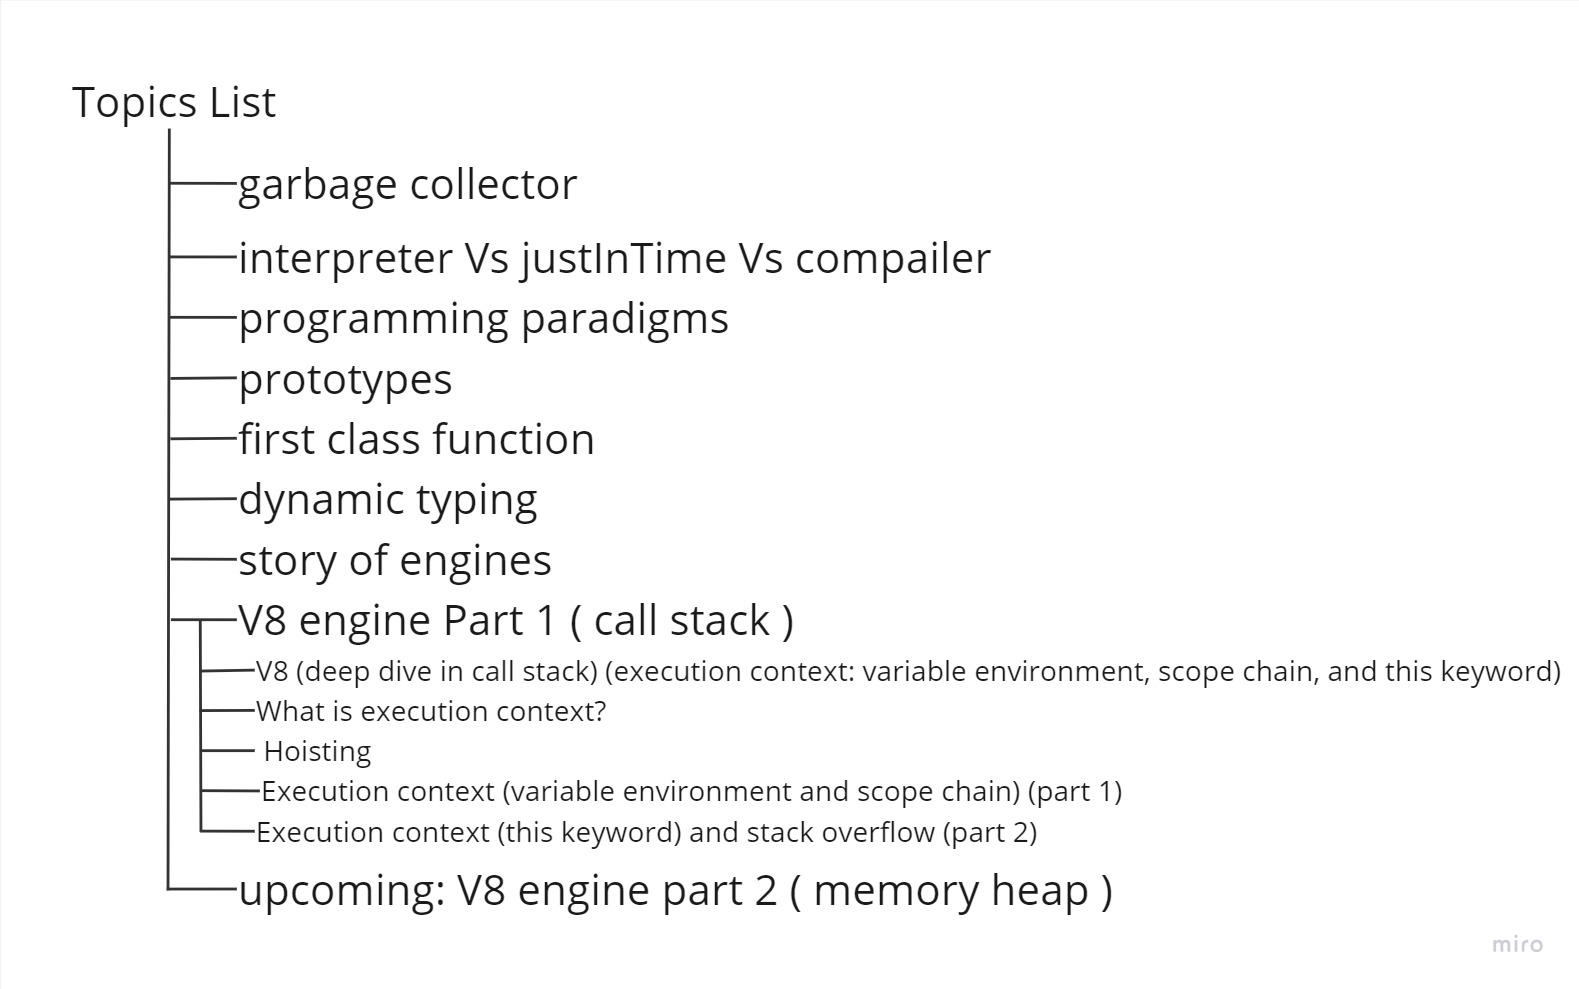 Topics List
garbage collector
interpreter Vs justInTime Vs compailer
programming paradigms
prototypes
first class function
dynamic typing
story of engines
V8 engine Part 1 ( call stack )
V8 (deep dive in call stack) (execution context: variable environment, scope chain, and this keyword)
What is execution context?
Hoisting
Execution context (variable environment and scope chain) (part 1)
Execution context (this keyword) and stack overflow (part 2)
upcoming: V8 engine part 2 ( memory heap )
miro